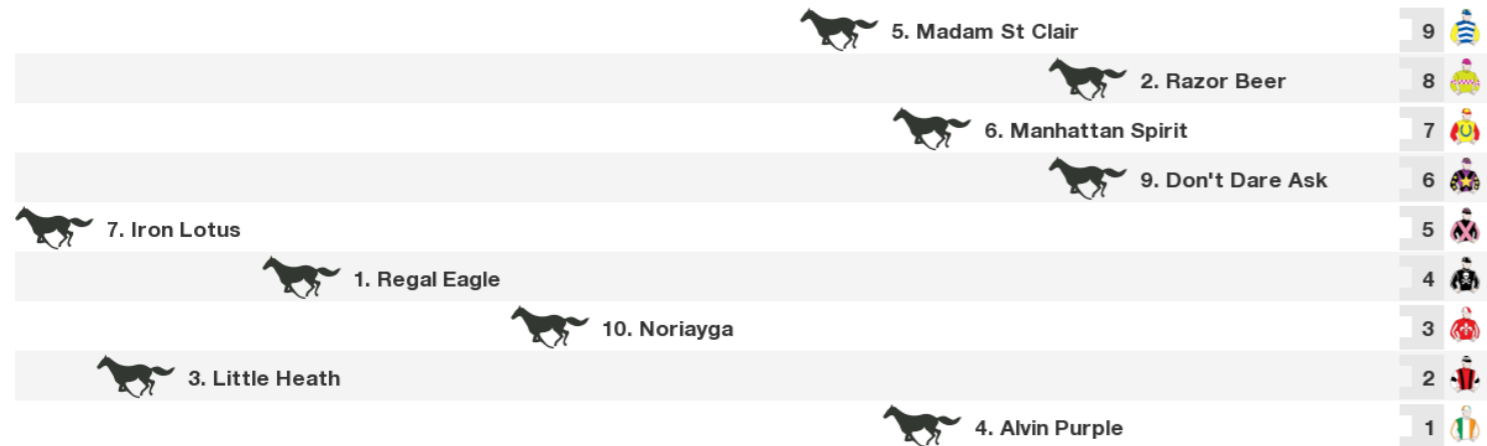 5. Madam St Clair 9
2. Razor Beer 8
6. Manhattan Spirit 7
9. Don't Dare Ask 6
7. Iron Lotus 5
1. Regal Eagle 4
10. Noriayga 3
3. Little Heath 2
4. Alvin Purple 1